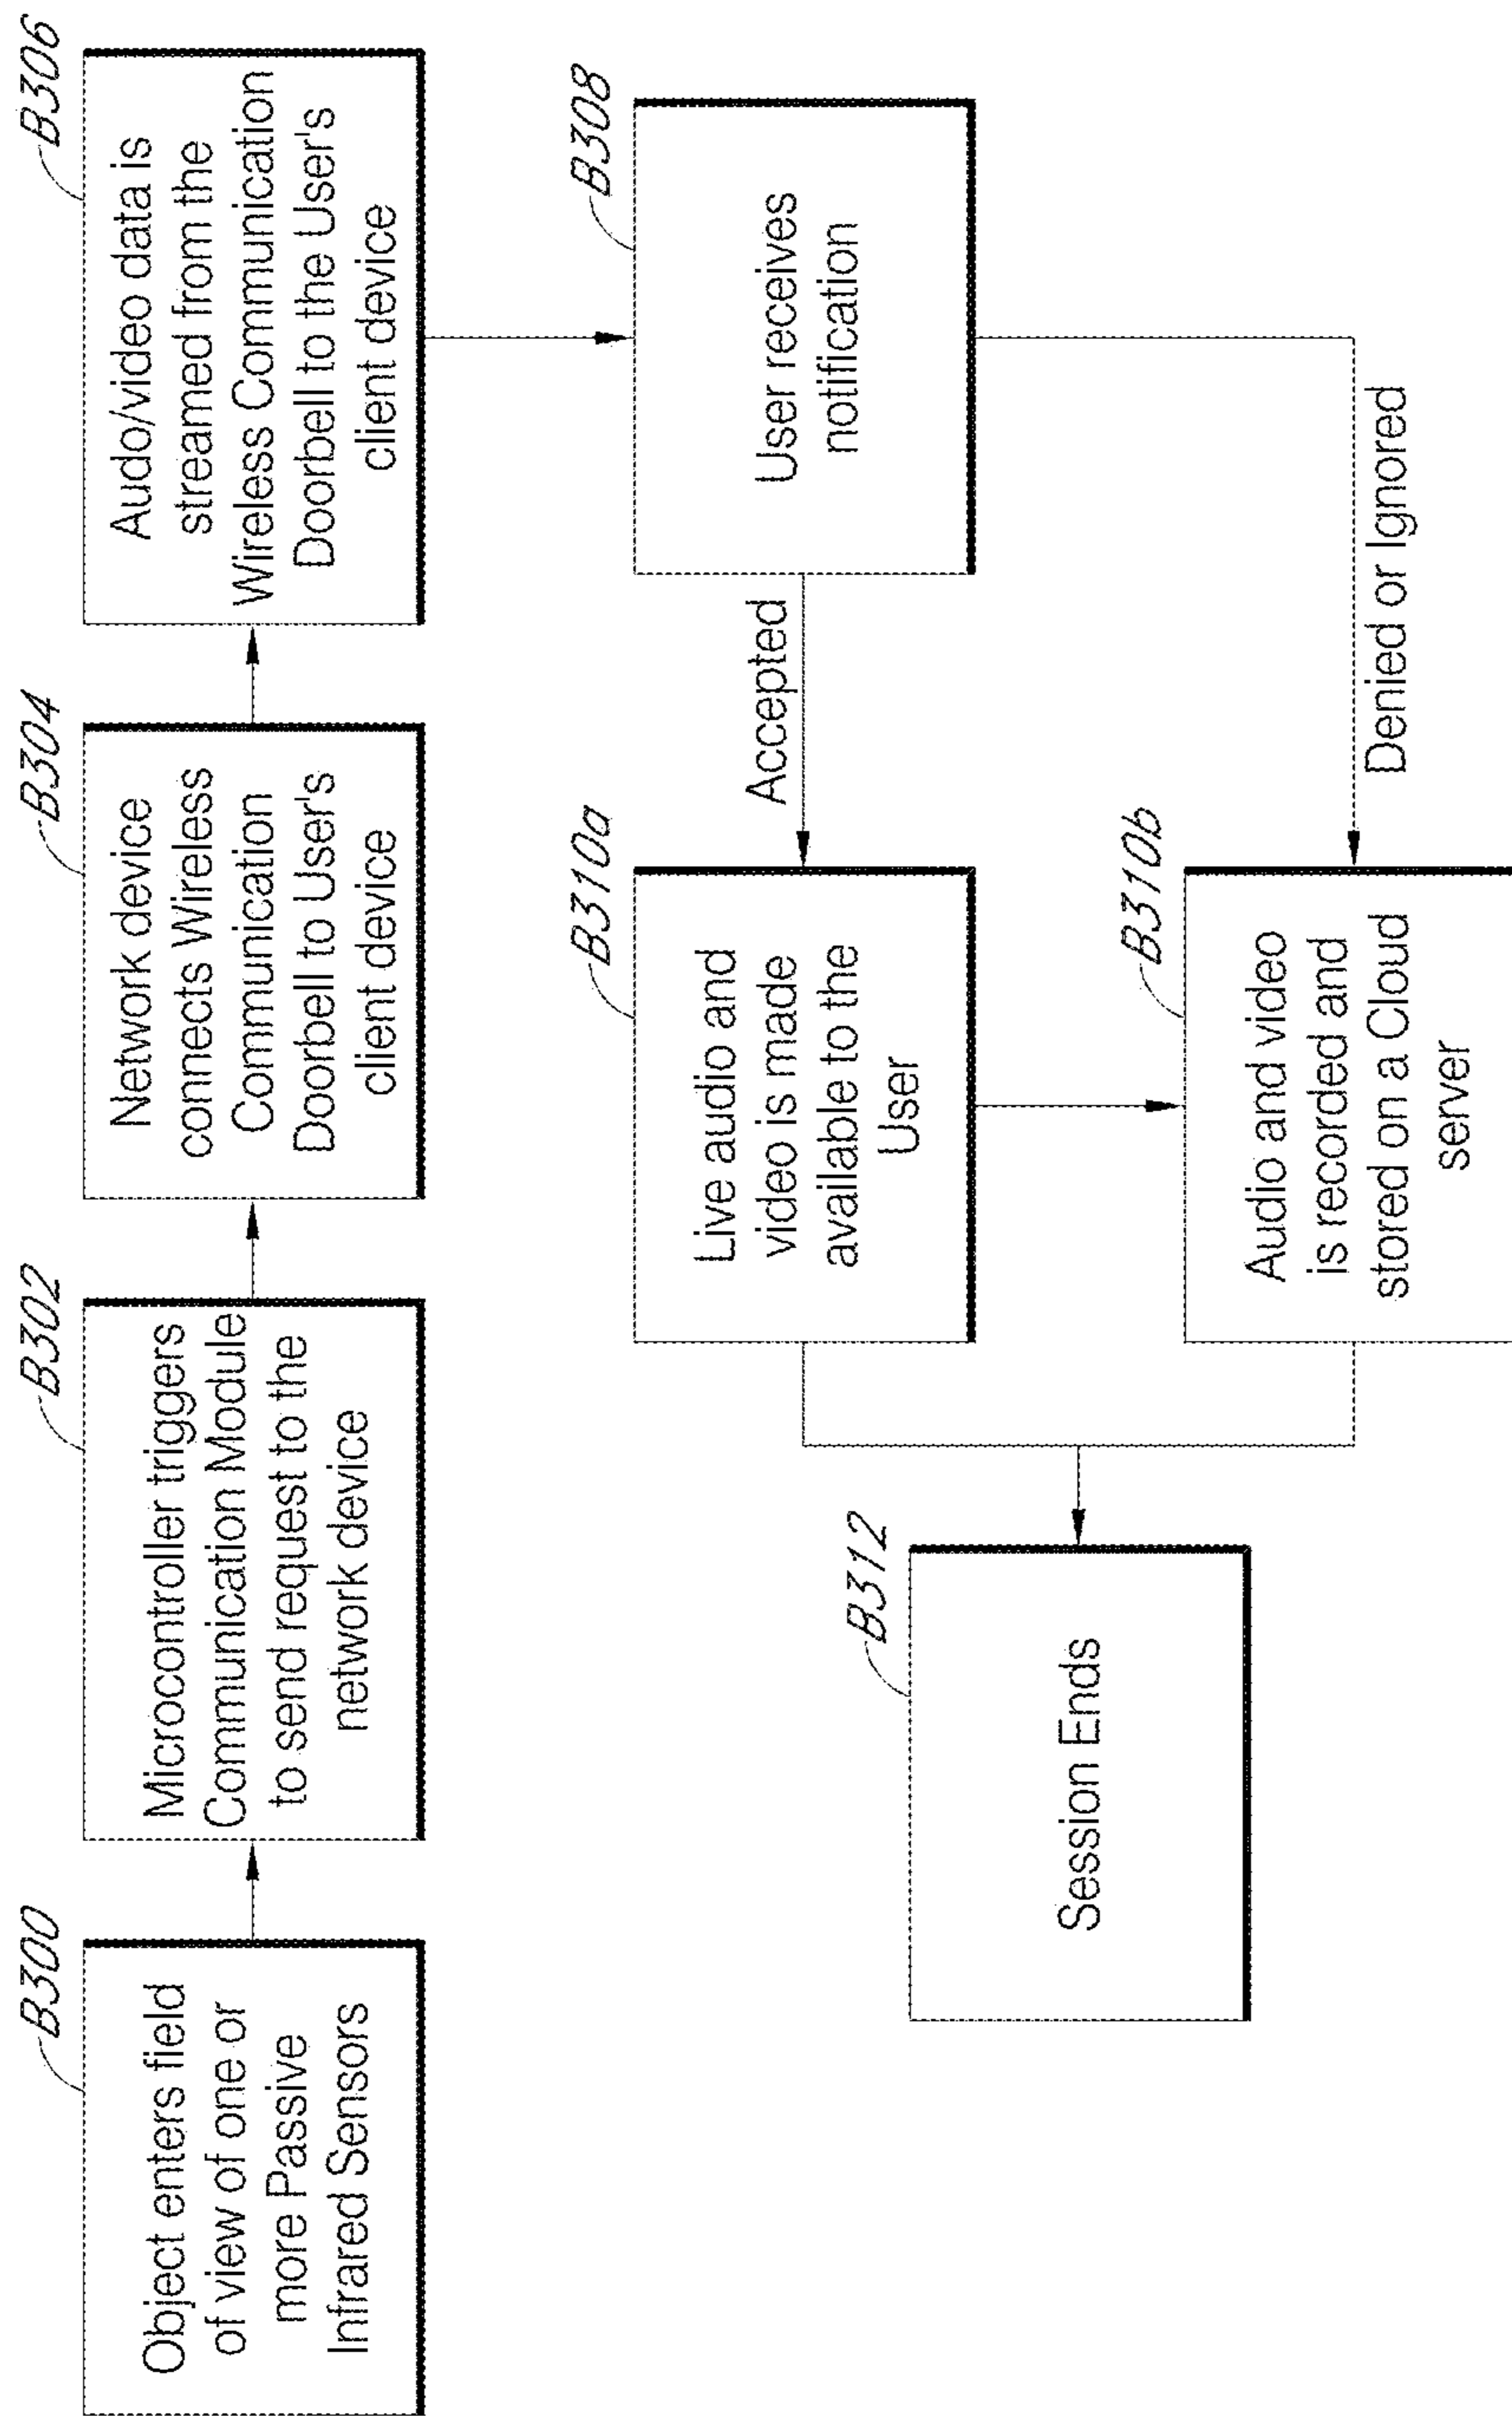 B300
Object enters field
of view of one or
more Passive
Infrared Sensors
B302
Microcontroller triggers
Communication Module
to send request to the
network device
B304
Network device
connects Wireless
Communication
Doorbell to User's
client device
B306
Audo/video data is
streamed from the
Wireless Communication
Doorbell to the User's
client device
B308
User receives
notification
Accepted
Denied or Ignored
B310a
Live audio and
video is made
available to the
User
B310b
Audio and video
is recorded and
stored on a Cloud
server
B312
Session Ends